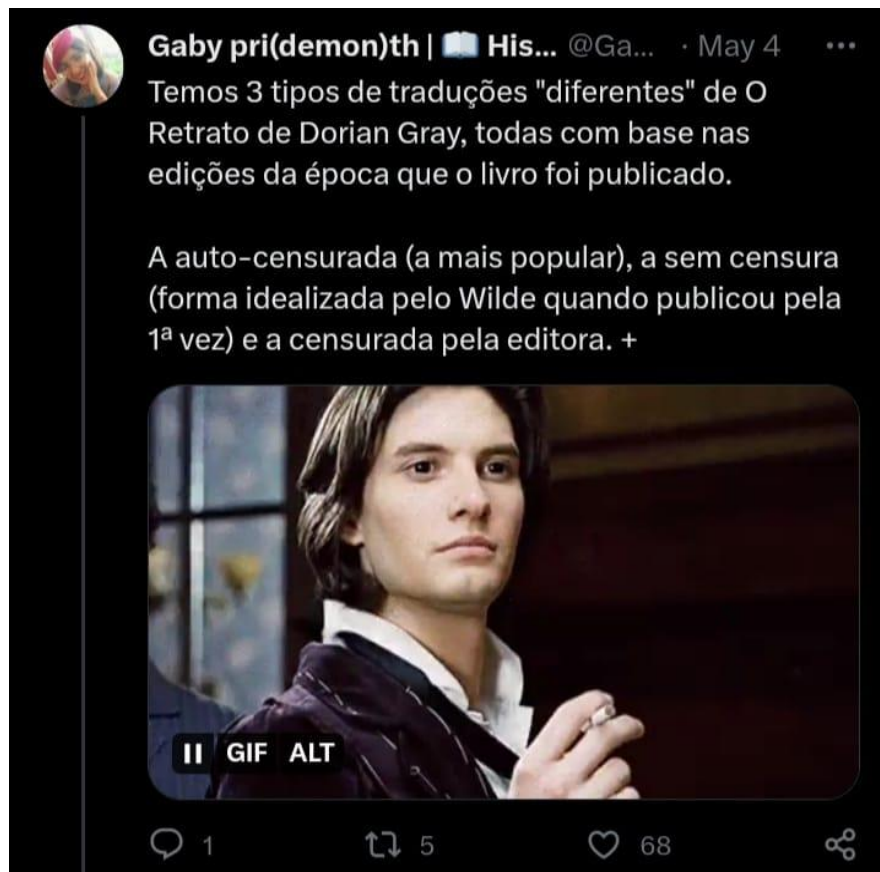 Gaby pri(demon)th | 📖 His... @Ga... · May 4
Temos 3 tipos de traduções "diferentes" de O
Retrato de Dorian Gray, todas com base nas
edições da época que o livro foi publicado.
A auto-censurada (a mais popular), a sem censura
(forma idealizada pelo Wilde quando publicou pela
1ª vez) e a censurada pela editora. +
GIF ALT
1 5 68